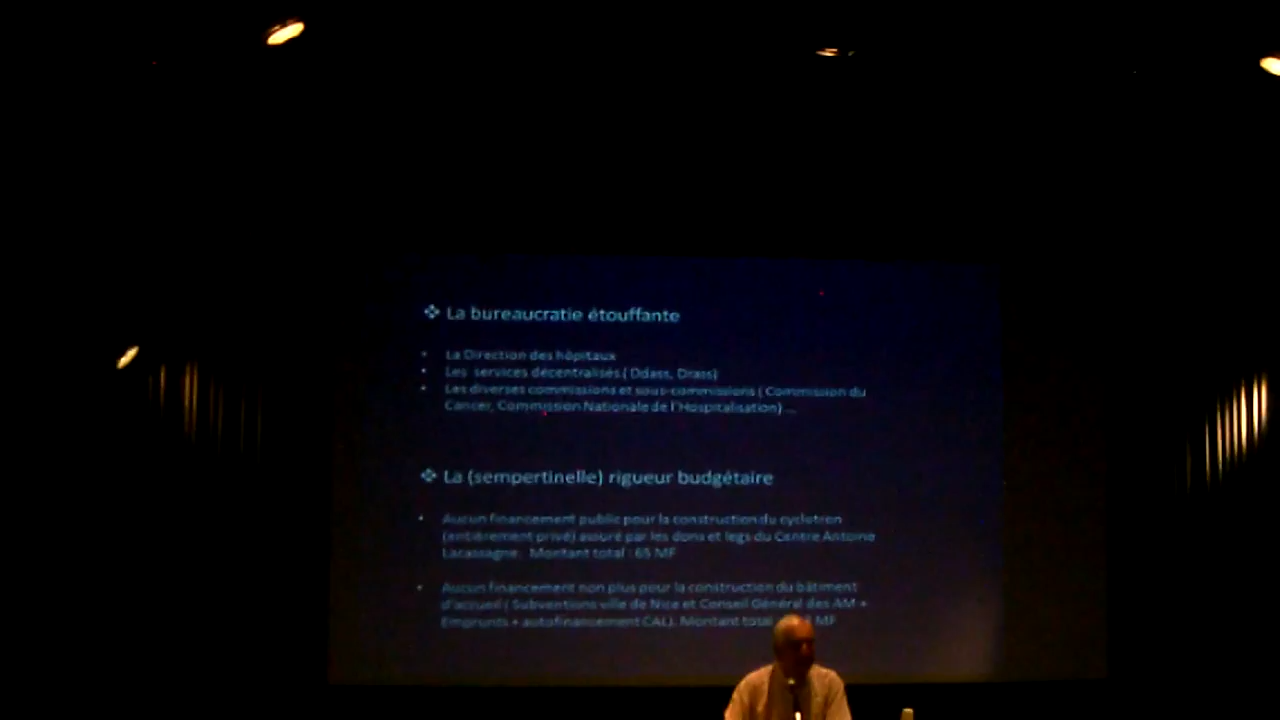 ❖ La bureaucratie étouffante
• La Direction des hôpitaux
• Les services décentralisés ( Ddass, Drass)
• Les diverses commissions et sous-commissions ( Commission du
Cancer, Commission Nationale de l'Hospitalisation) ...
❖ La (sempertinelle) rigueur budgétaire
• Aucun financement public pour la construction du cyclotron
(entièrement privé) assuré par les dons et legs du Centre Antoine
Lacassagne. Montant total : 65 MF
• Aucun financement non plus pour la construction du bâtiment
d'accueil ( Subventions ville de Nice et Conseil Général des AM +
Emprunts + autofinancement CAL). Montant total MF